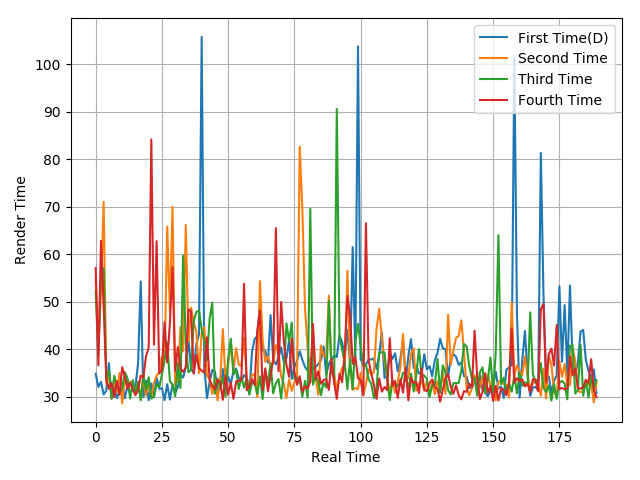 First Time(D)
Second Time
Third Time
Fourth Time
100
90
80
70
60
50
40
30
Render Time
0
25
50
75
100
125
150
175
Real Time